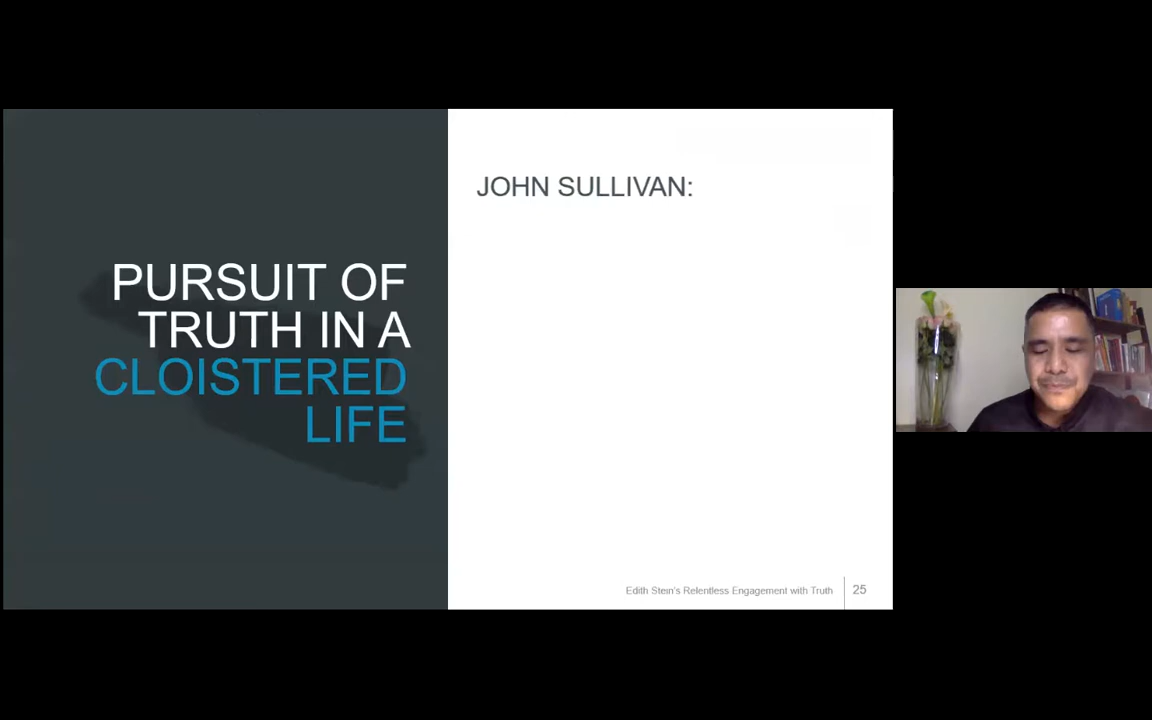 PURSUIT OF
TRUTH IN A
CLOISTERED
LIFE
JOHN SULLIVAN:
Edith Stein's Relentless Engagement with Truth
25